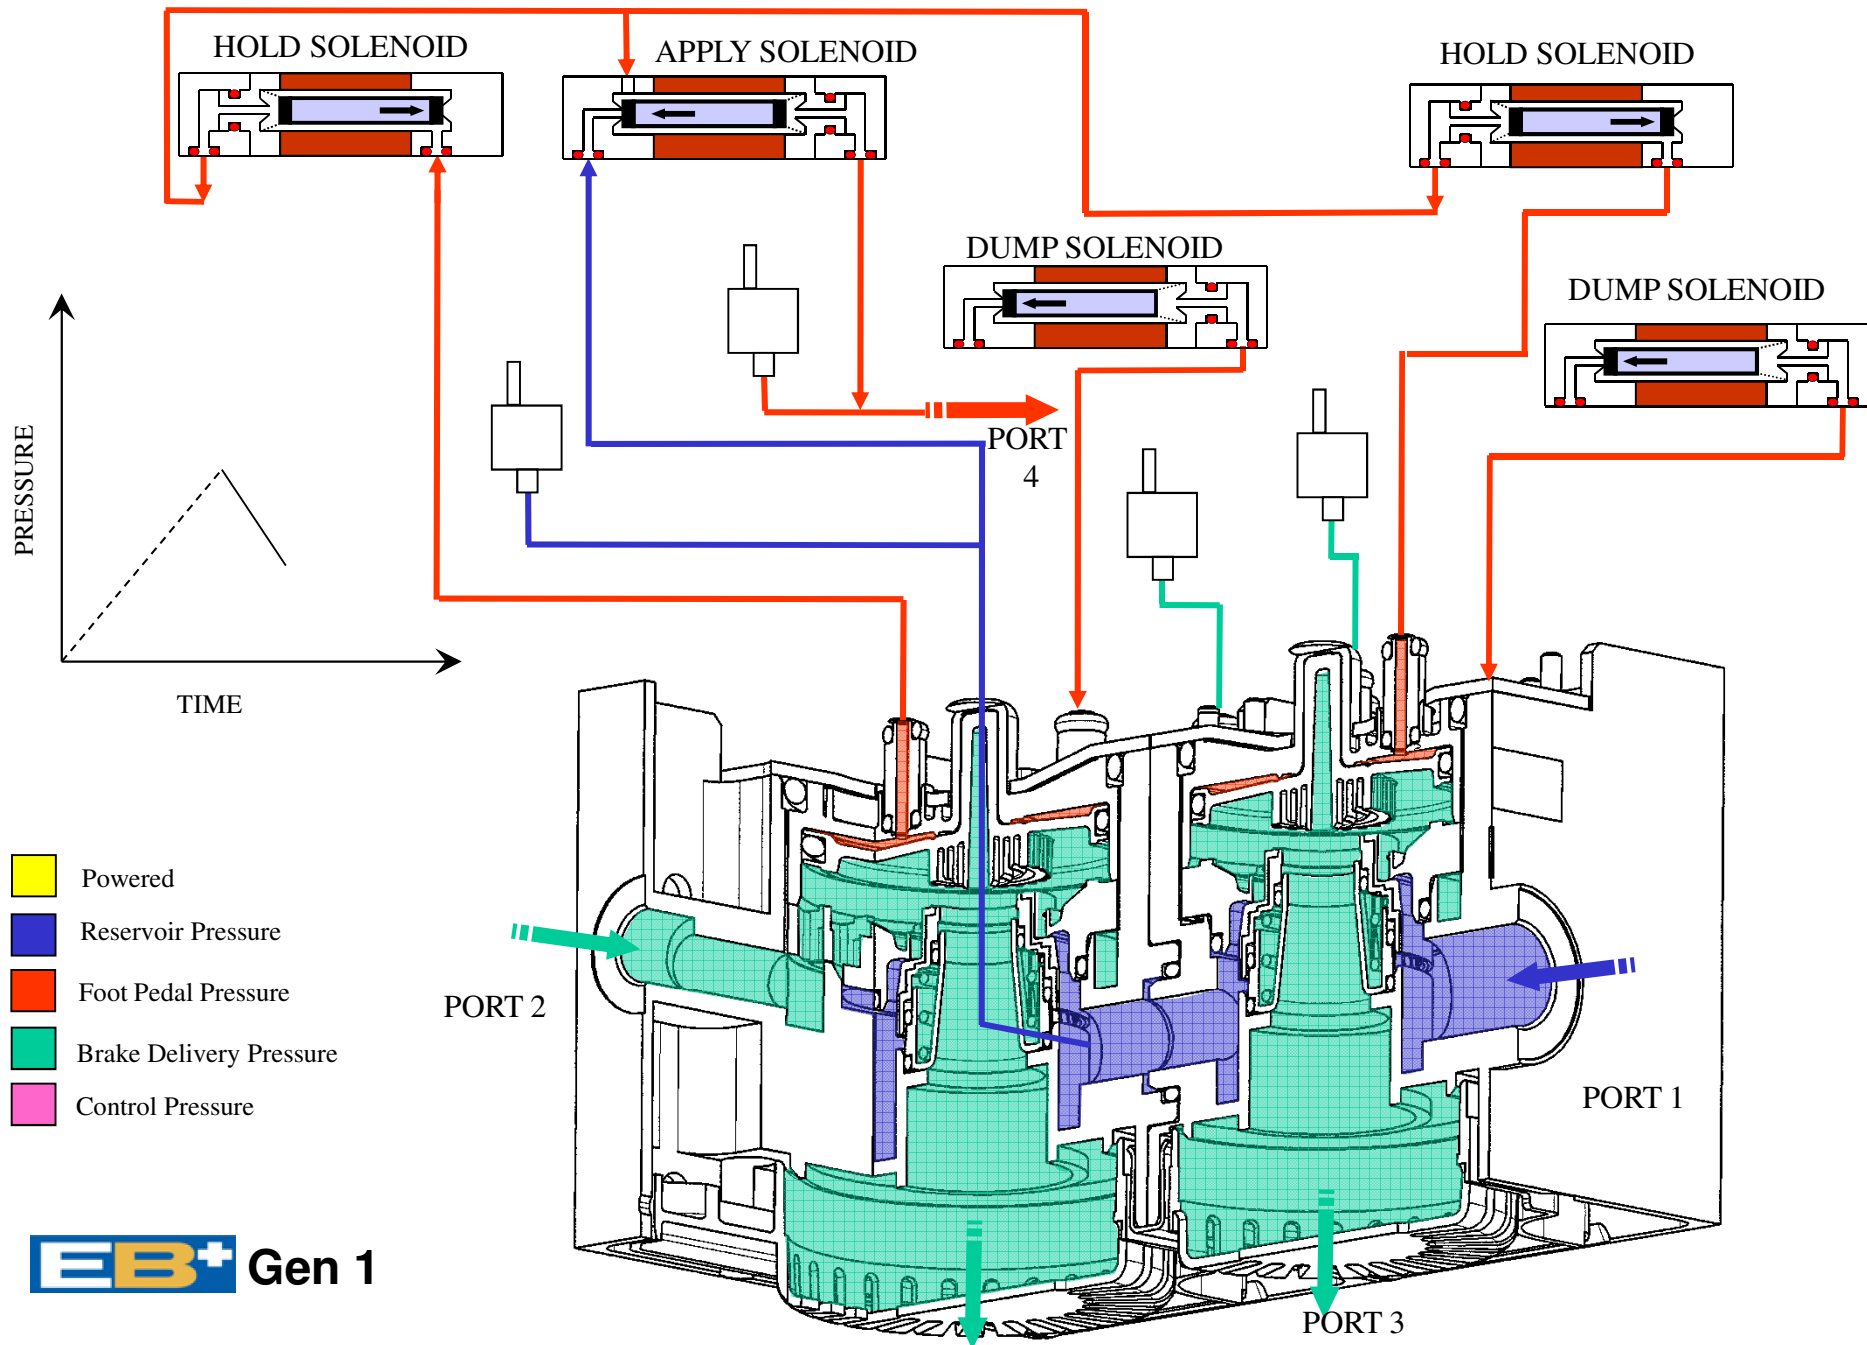 HOLD SOLENOID
APPLY SOLENOID
HOLD SOLENOID
DUMP SOLENOID
DUMP SOLENOID
PORT
4
PRESSURE
TIME
Powered
Reservoir Pressure
Foot Pedal Pressure
Brake Delivery Pressure
Control Pressure
PORT 2
PORT 1
PORT 3
EB+ Gen 1